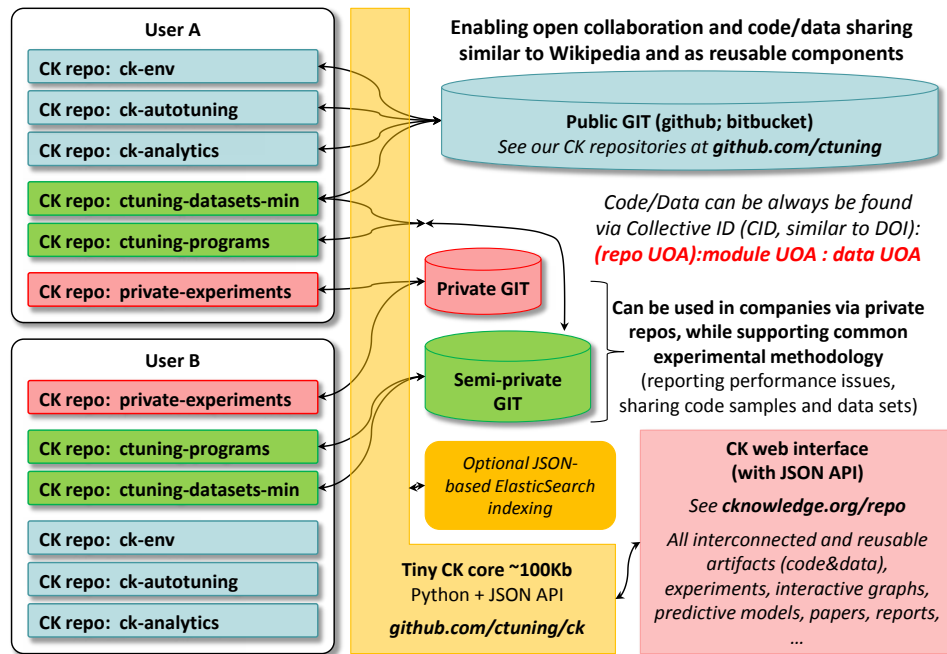 User A
CK repo: ck-env
CK repo: ck-autotuning
CK repo: ck-analytics
CK repo: ctuning-datasets-min
CK repo: ctuning-programs
CK repo: private-experiments
User B
CK repo: private-experiments
CK repo: ctuning-programs
CK repo: ctuning-datasets-min
CK repo: ck-env
CK repo: ck-autotuning
CK repo: ck-analytics
Enabling open collaboration and code/data sharing
similar to Wikipedia and as reusable components
Public GIT (github; bitbucket)
See our CK repositories at github.com/ctuning
Code/Data can be always be found
via Collective ID (CID, similar to DOI):
(repo UOA):module UOA : data UOA
Private GIT
Semi-private
GIT
Can be used in companies via private
repos, while supporting common
experimental methodology
(reporting performance issues,
sharing code samples and data sets)
Optional JSON-
based ElasticSearch
indexing
Tiny CK core ~100Kb
Python + JSON API
github.com/ctuning/ck
CK web interface
(with JSON API)
See cknowledge.org/repo
All interconnected and reusable
artifacts (code&data),
experiments, interactive graphs,
predictive models, papers, reports,
...